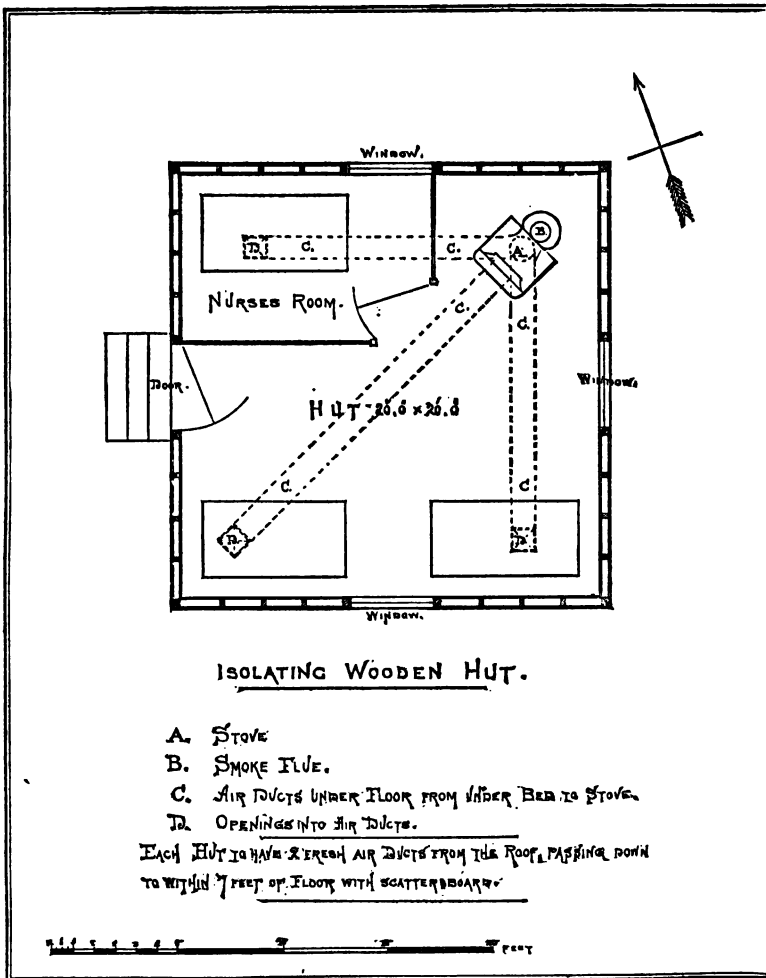 WINDOW.
B.
A.
D. C. C.
NURSES ROOM.
C.
C.
DOOR.
WINDOW.
HUT 20.0 × 20.0
C. C
D. D.
WINDOW.
ISOLATING WOODEN HUT.
A. STOVE
B. SMOKE FLUE.
C. AIR DUCTS UNDER FLOOR FROM UNDER BED TO STOVE.
D. OPENINGS INTO AIR DUCTS.
EACH HUT TO HAVE 2 FRESH AIR DUCTS FROM THE ROOF, PASSING DOWN
TO WITHIN 7 FEET OF FLOOR WITH SCATTERBOARD.
FEET